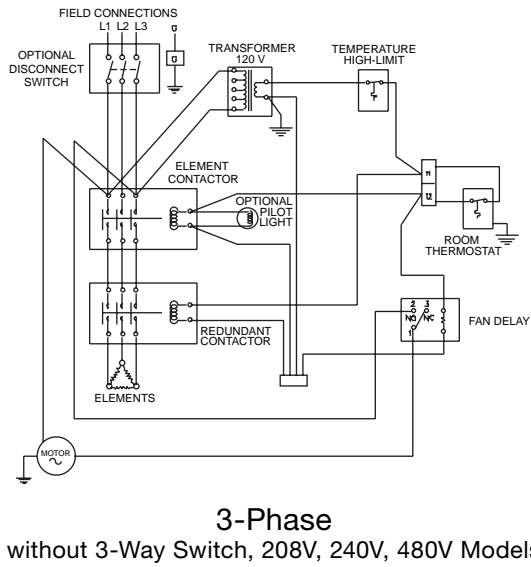 FIELD CONNECTIONS
L1 L2 L3
G
G
OPTIONAL
DISCONNECT
SWITCH
TRANSFORMER
120 V
TEMPERATURE
HIGH-LIMIT
ELEMENT
CONTACTOR
OPTIONAL
PILOT
LIGHT
t1
t2
ROOM
THERMOSTAT
REDUNDANT
CONTACTOR
2 3
NO NC
1
FAN DELAY
ELEMENTS
MOTOR
3-Phase
without 3-Way Switch, 208V, 240V, 480V Models